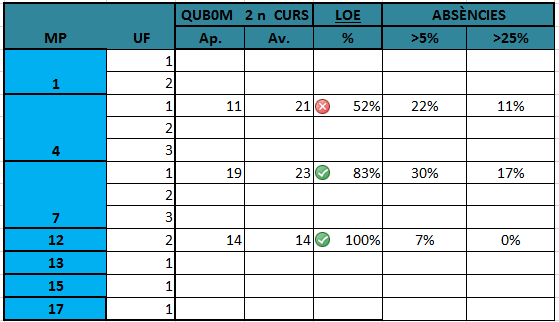 QUB0M 2 n CURS LOE ABSÈNCIES
MP UF Ap. Av. % >5% >25%
1
1 2
1 11 21 52% 22% 11%
2
4 3
1 19 23 83% 30% 17%
2
7 3
12 2 14 14 100% 7% 0%
13 1
15 1
17 1